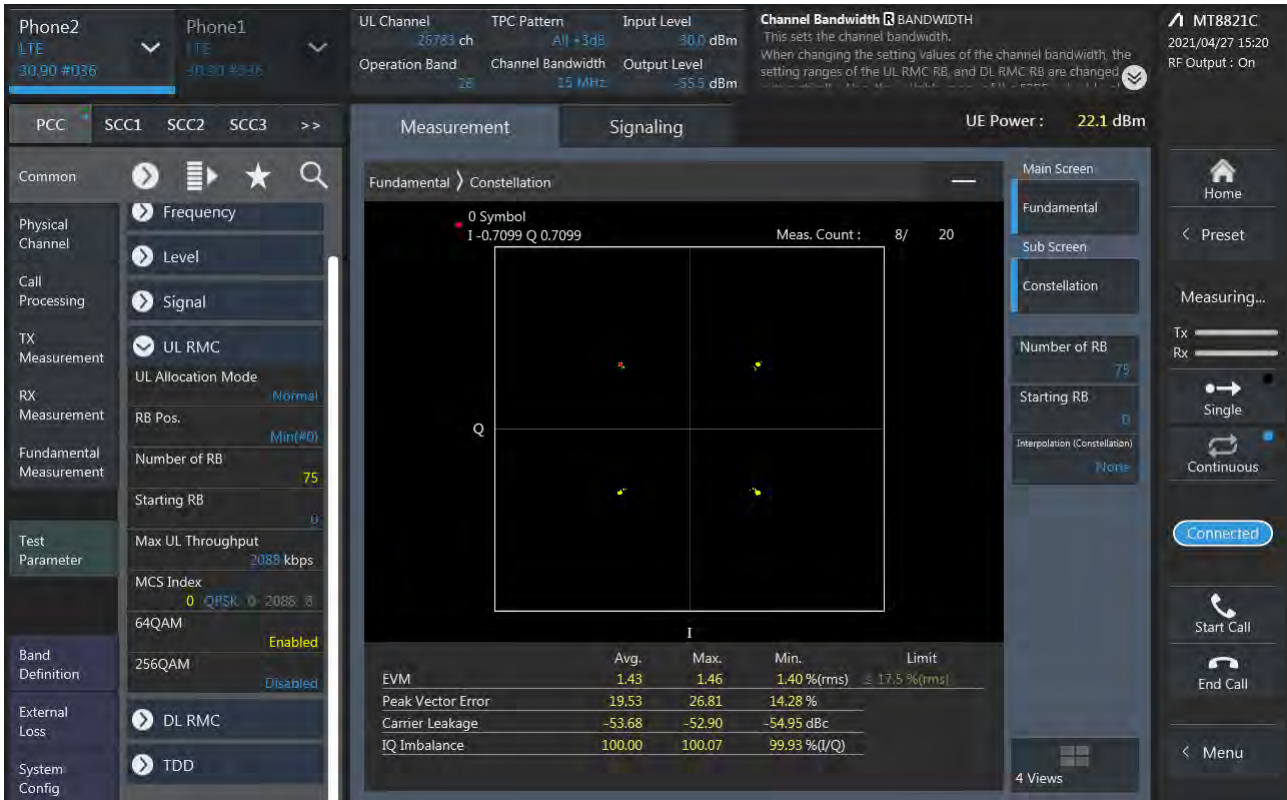 Phone2
LTE
30.90 #036
Phone1
LTE
UL Channel
26783 ch
Operation Band
26
TPC Pattern
All +3dB
Channel Bandwidth
15 MHz
Input Level
30.0 dBm
Output Level
-55.5 dBm
Channel Bandwidth R BANDWIDTH
This sets the channel bandwidth.
When changing the setting values of the channel bandwidth, the
setting ranges of the UL RMC RB, and DL RMC RB are changed
MT8821C
2021/04/27 15:20
RF Output : On
PCC SCC1 SCC2 SCC3 >>
Measurement Signaling
UE Power : 22.1 dBm
Common
Physical
Channel
Call
Processing
TX
Measurement
RX
Measurement
Fundamental
Measurement
Test
Parameter
Band
Definition
External
Loss
System
Config
Frequency
Level
Signal
UL RMC
UL Allocation Mode
Normal
RB Pos.
Min(#0)
Number of RB
75
Starting RB
0
Max UL Throughput
2088 kbps
MCS Index
0 QPSK 0 2088 8
64QAM
Enabled
256QAM
Disabled
DL RMC
TDD
Fundamental Constellation
0 Symbol
I -0.7099 Q 0.7099
Meas. Count : 8/ 20
Q
I
Avg. Max. Min. Limit
EVM 1.43 1.46 1.40 %(rms) ≤ 17.5 %(rms)
Peak Vector Error 19.53 26.81 14.28 %
Carrier Leakage -53.68 -52.90 -54.95 dBc
IQ Imbalance 100.00 100.07 99.93 %(I/Q)
Main Screen
Fundamental
Sub Screen
Constellation
Number of RB
75
Starting RB
0
Interpolation (Constellation)
None
4 Views
Home
< Preset
Measuring...
Tx
Rx
Single
Continuous
Connected
Start Call
End Call
< Menu